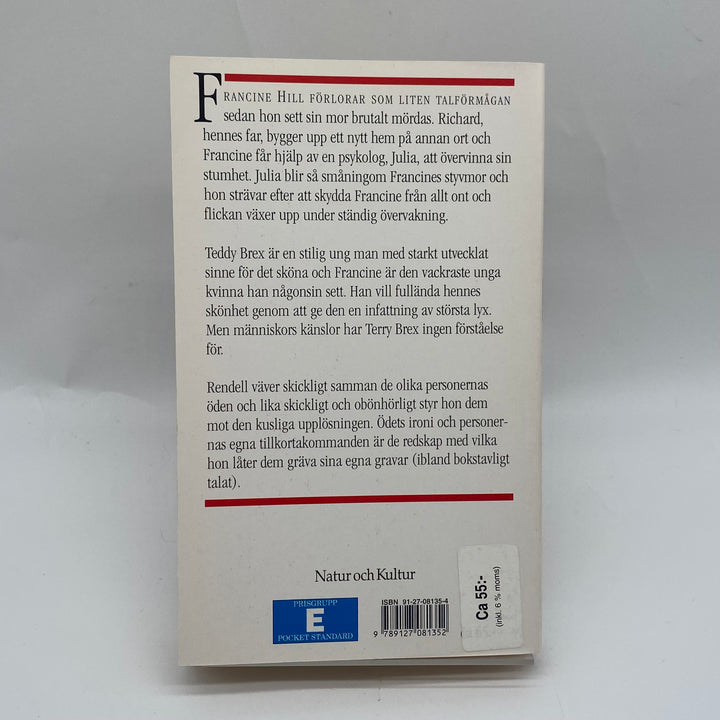 FRANCINE HILL FÖRLORAR SOM LITEN TALFÖRMÅGAN
sedan hon sett sin mor brutalt mördas. Richard,
hennes far, bygger upp ett nytt hem på annan ort och
Francine får hjälp av en psykolog, Julia, att övervinna sin
stumhet. Julia blir så småningom Francines styvmor och
hon strävar efter att skydda Francine från allt ont och
flickan växer upp under ständig övervakning.
Teddy Brex är en stilig ung man med starkt utvecklat
sinne för det sköna och Francine är den vackraste unga
kvinna han någonsin sett. Han vill fullända hennes
skönhet genom att ge den en infattning av största lyx.
Men människors känslor har Terry Brex ingen förståelse
för.
Rendell väver skickligt samman de olika personernas
öden och lika skickligt och obönhörligt styr hon dem
mot den kusliga upplösningen. Ödets ironi och personer-
nas egna tillkortakommanden är de redskap med vilka
hon låter dem gräva sina egna gravar (ibland bokstavligt
talat).
Natur och Kultur
PRISGRUPP
E
POCKET STANDARD
ISBN 91-27-08135-4
9 789127 081352
Ca 55:-
(inkl. 6 % moms)